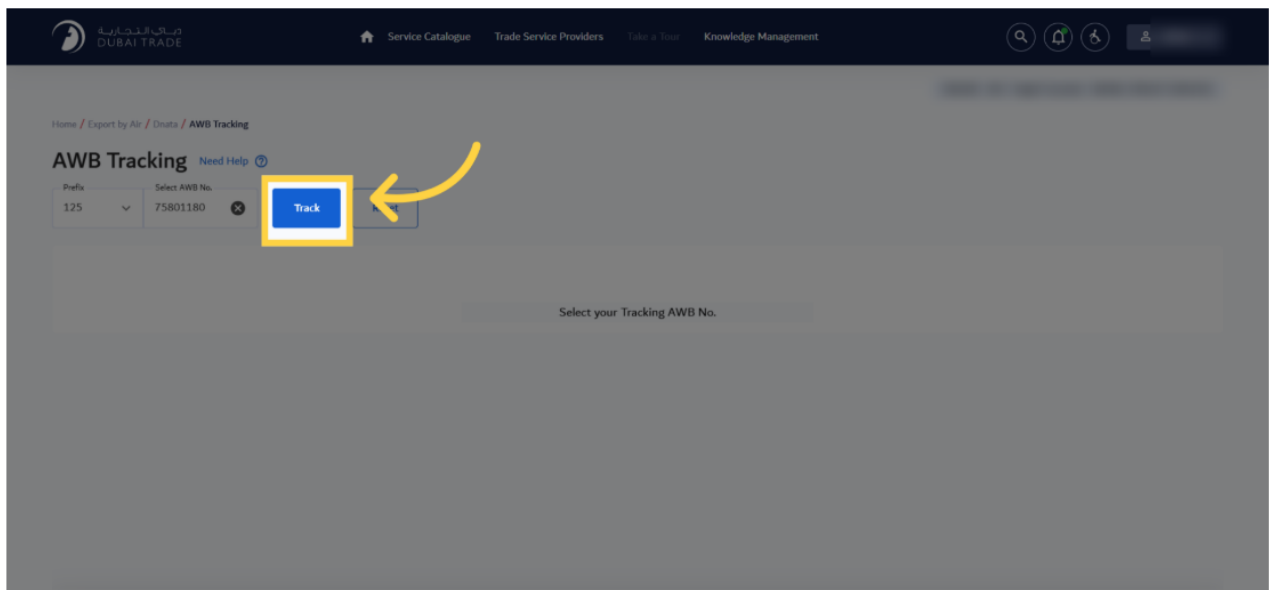 دبي التجارية
DUBAI TRADE
Service Catalogue Trade Service Providers Take a Tour Knowledge Management
Home / Export by Air / Dnata / AWB Tracking
AWB Tracking Need Help ?
Prefix Select AWB No.
125 75801180 Track
Select your Tracking AWB No.